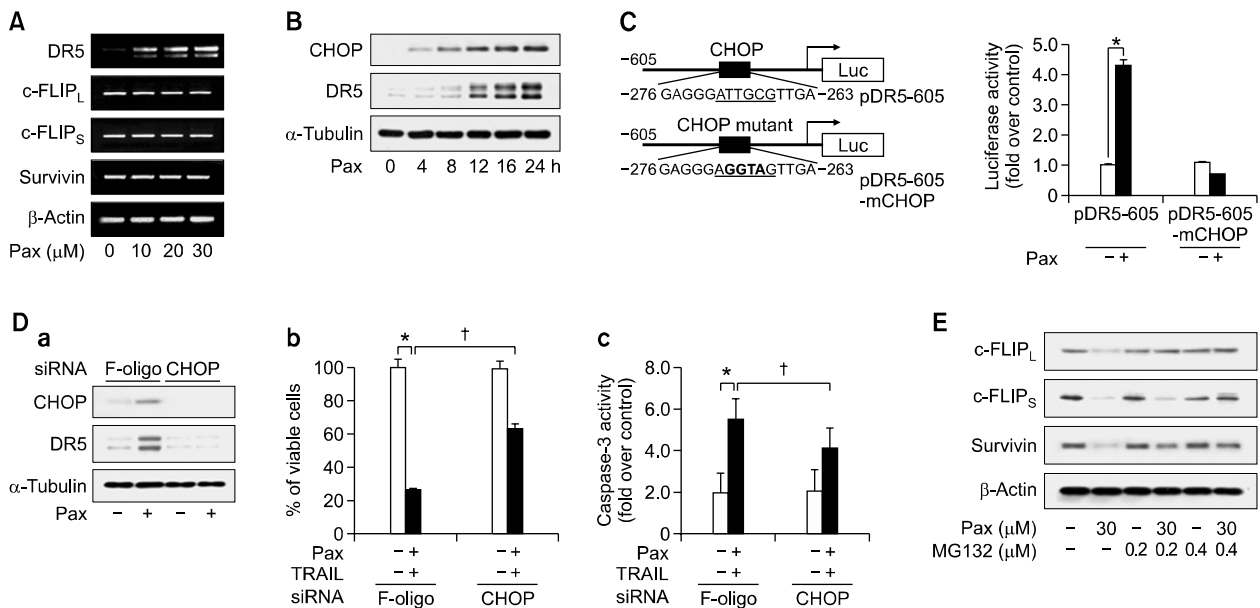 A
DR5
c-FLIPL
c-FLIPS
Survivin
β-Actin
Pax (μM) 0 10 20 30
B
CHOP
DR5
α-Tubulin
Pax 0 4 8 12 16 24 h
C
CHOP
−605
Luc
−276 GAGGGATTGCGTTGA −263
pDR5-605
CHOP mutant
−605
Luc
−276 GAGGGAGGTAGTTGA −263
pDR5-605
-mCHOP
Luciferase activity
(fold over control)
5.0
4.0
3.0
2.0
1.0
0
*
pDR5-605
pDR5-605
-mCHOP
Pax − + − +
D
a
siRNA F-oligo CHOP
CHOP
DR5
α-Tubulin
Pax − + − +
b
% of viable cells
100
80
60
40
20
0
* †
Pax − + − +
TRAIL − + − +
siRNA F-oligo CHOP
c
Caspase-3 activity
(fold over control)
8.0
6.0
4.0
2.0
0
* †
Pax − + − +
TRAIL − + − +
siRNA F-oligo CHOP
E
c-FLIPL
c-FLIPS
Survivin
β-Actin
Pax (μM) − 30 − 30 − 30
MG132 (μM) − − 0.2 0.2 0.4 0.4